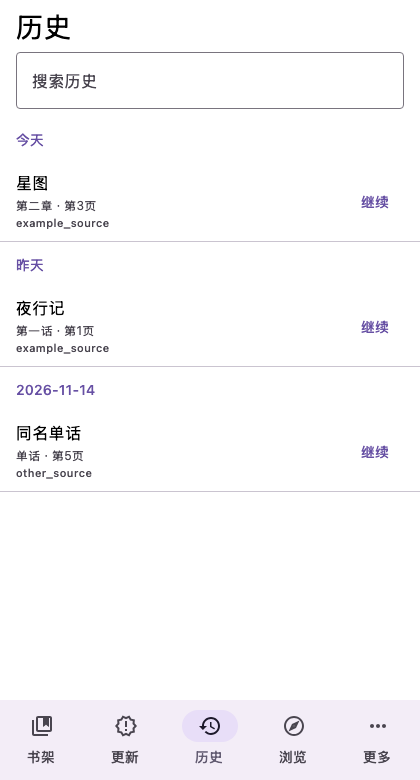 历史
搜索历史
今天
星图
第二章 · 第3页
example_source
继续
昨天
夜行记
第一话 · 第1页
example_source
继续
2026-11-14
同名单话
单话 · 第5页
other_source
继续
书架
更新
历史
浏览
更多